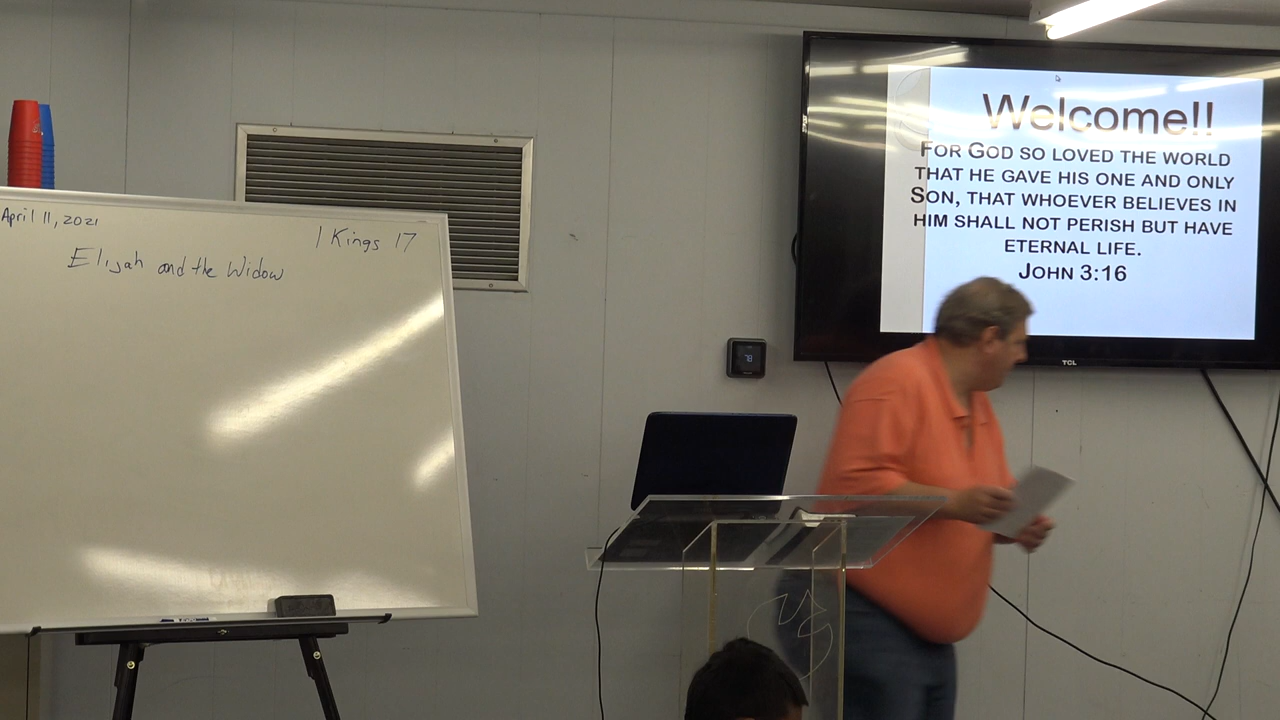 April 11, 2021
1 Kings 17
Elijah and the Widow
Welcome!!
FOR GOD SO LOVED THE WORLD
THAT HE GAVE HIS ONE AND ONLY
SON, THAT WHOEVER BELIEVES IN
HIM SHALL NOT PERISH BUT HAVE
ETERNAL LIFE.
JOHN 3:16
TCL
78